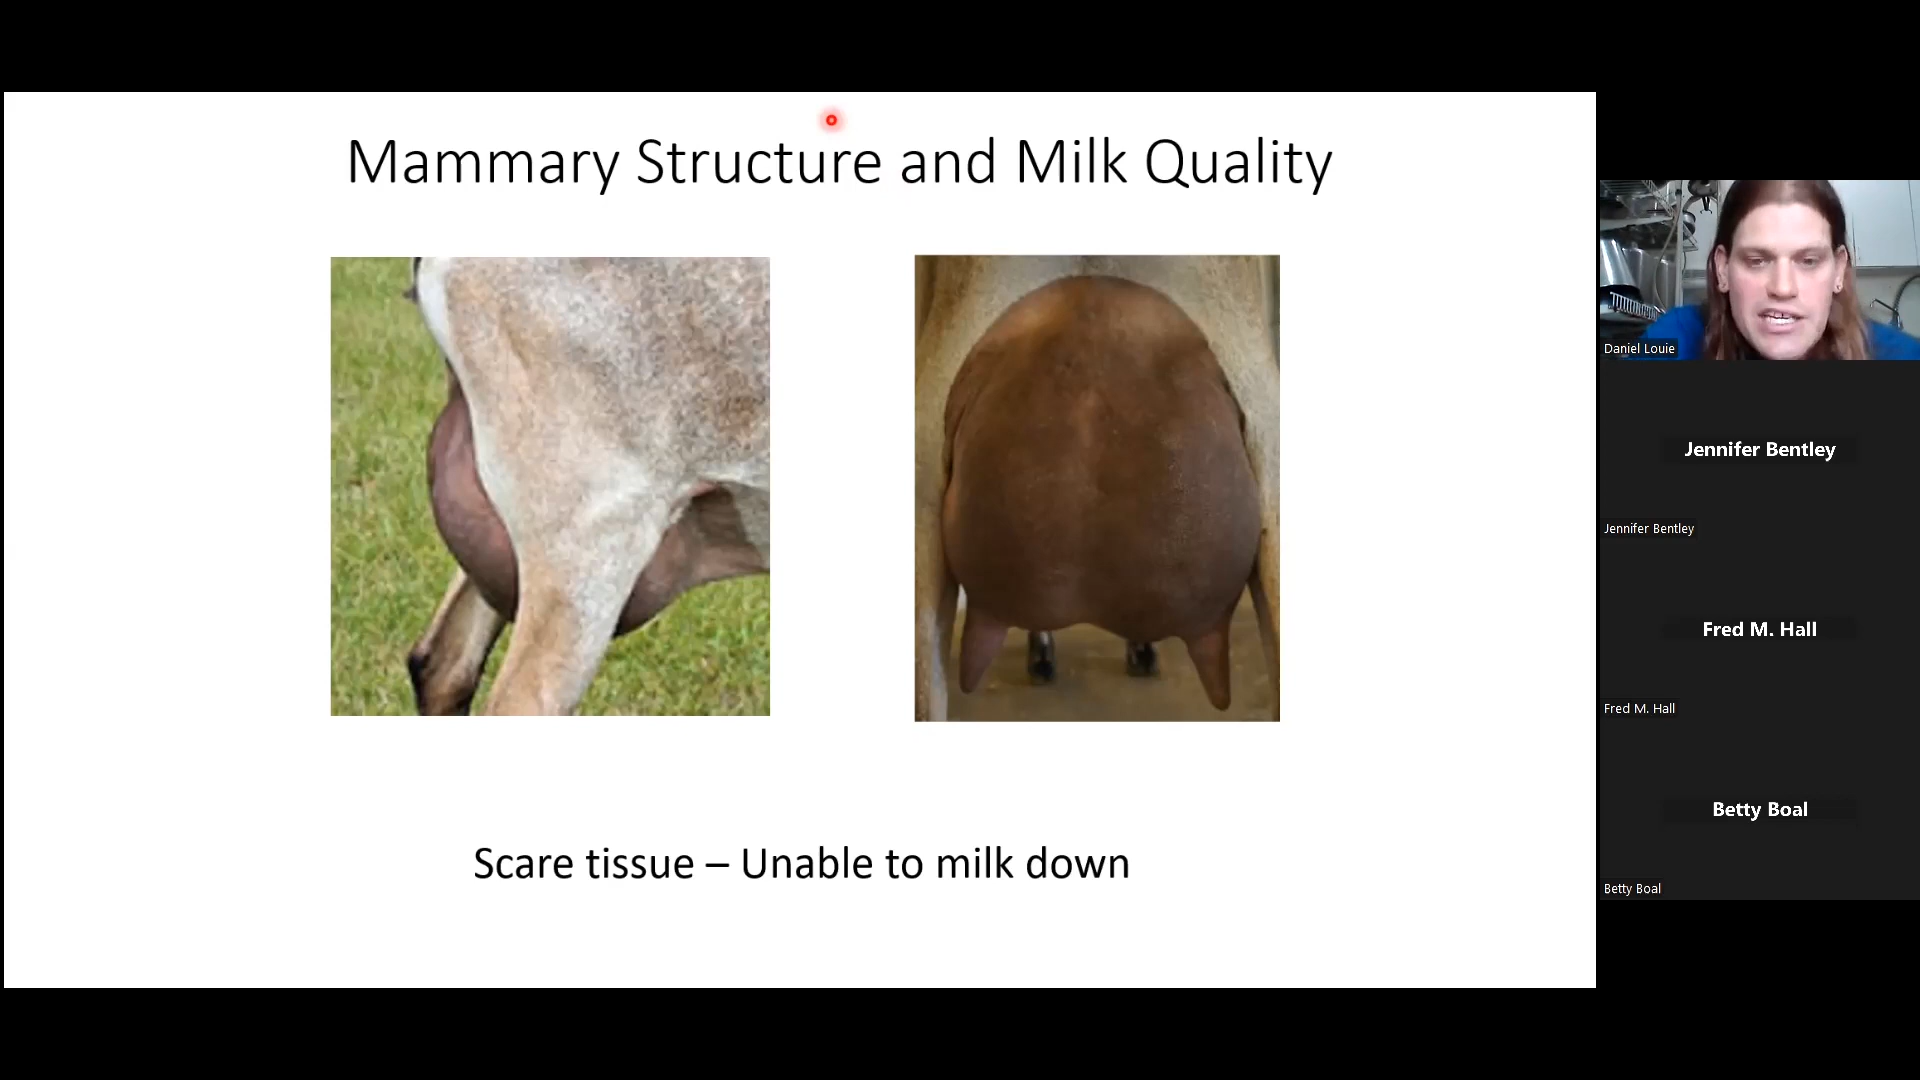 Mammary Structure and Milk Quality
Scare tissue – Unable to milk down
Daniel Louie
Jennifer Bentley
Jennifer Bentley
Fred M. Hall
Fred M. Hall
Betty Boal
Betty Boal